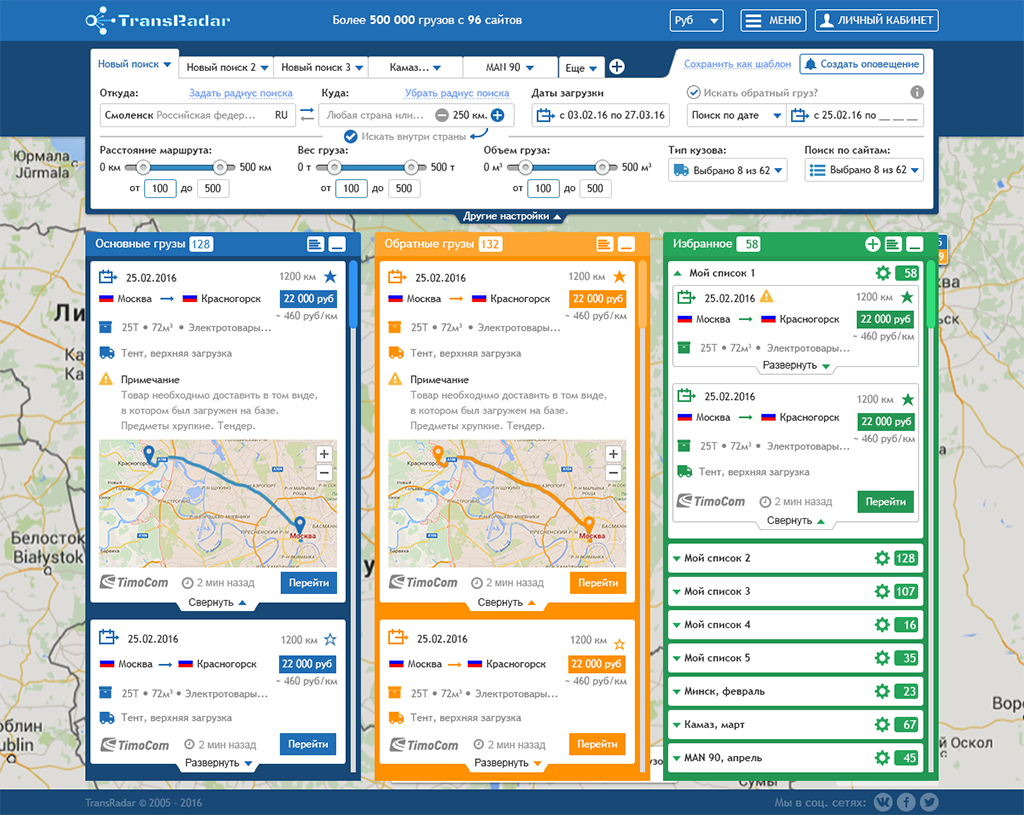 TransRadar
Более 500 000 грузов с 96 сайтов
Руб
МЕНЮ
ЛИЧНЫЙ КАБИНЕТ
Новый поиск
Новый поиск 2
Новый поиск 3
Камаз...
MAN 90
Еще
Сохранить как шаблон
Создать оповещение
Откуда:
Задать радиус поиска
Куда:
Убрать радиус поиска
Даты загрузки
Искать обратный груз?
Смоленск Российская федер... RU
Любая страна или... 250 км.
с 03.02.16 по 27.03.16
Поиск по дате
с 25.02.16 по __ __ __
Искать внутри страны
Расстояние маршрута:
Вес груза:
Объем груза:
Тип кузова:
Поиск по сайтам:
0 км 500 км
0 т 500 т
0 м³ 500 м³
Выбрано 8 из 62
Выбрано 8 из 62
от 100 до 500
от 100 до 500
от 100 до 500
Другие настройки
Основные грузы 128
25.02.2016 1200 км
Москва Красногорск 22 000 руб
~ 460 руб/км
25Т • 72м³ • Электротовары...
Тент, верхняя загрузка
Примечание
Товар необходимо доставить в том виде,
в котором был загружен на базе.
Предметы хрупкие. Тендер.
Красногорск
Москва
TimoCom 2 мин назад Перейти
Свернуть
25.02.2016 1200 км
Москва Красногорск 22 000 руб
~ 460 руб/км
25Т • 72м³ • Электротовары...
Тент, верхняя загрузка
TimoCom 2 мин назад Перейти
Развернуть
Обратные грузы 132
25.02.2016 1200 км
Москва Красногорск 22 000 руб
~ 460 руб/км
25Т • 72м³ • Электротовары...
Тент, верхняя загрузка
Примечание
Товар необходимо доставить в том виде,
в котором был загружен на базе.
Предметы хрупкие. Тендер.
Красногорск
Москва
TimoCom 2 мин назад Перейти
Свернуть
25.02.2016 1200 км
Москва Красногорск 22 000 руб
~ 460 руб/км
25Т • 72м³ • Электротовары...
Тент, верхняя загрузка
TimoCom 2 мин назад Перейти
Развернуть
Избранное 58
Мой список 1 58
25.02.2016 1200 км
Москва Красногорск 22 000 руб
~ 460 руб/км
25Т • 72м³ • Электротовары...
Развернуть
25.02.2016 1200 км
Москва Красногорск 22 000 руб
~ 460 руб/км
25Т • 72м³ • Электротовары...
Тент, верхняя загрузка
TimoCom 2 мин назад Перейти
Свернуть
Мой список 2 128
Мой список 3 107
Мой список 4 16
Мой список 5 35
Минск, февраль 23
Камаз, март 67
MAN 90, апрель 45
Юрмала
Jūrmala
Белосток
Białystok
Сумы
й Оскол
TransRadar © 2005 - 2016
Мы в соц. сетях: